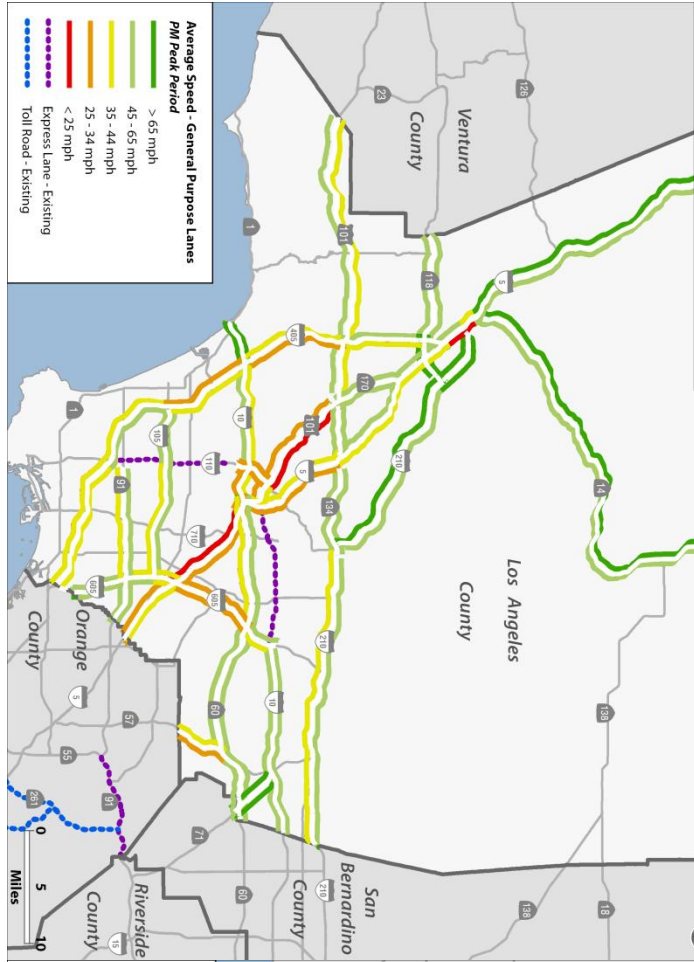 18
138
14
138
126
Los Angeles
County
5
Ventura
County
118
210
23
San
Bernardino
County
170
101
134
210
210
101
5
405
10
1
60
10
605
60
110
71
710
105
Riverside
County
57
91
15
91
605
Orange
County
5
1
55
261
Average Speed - General Purpose Lanes
PM Peak Period
> 65 mph
45 - 65 mph
35 - 44 mph
25 - 34 mph
< 25 mph
Express Lane - Existing
Toll Road - Existing
0 5 10
Miles